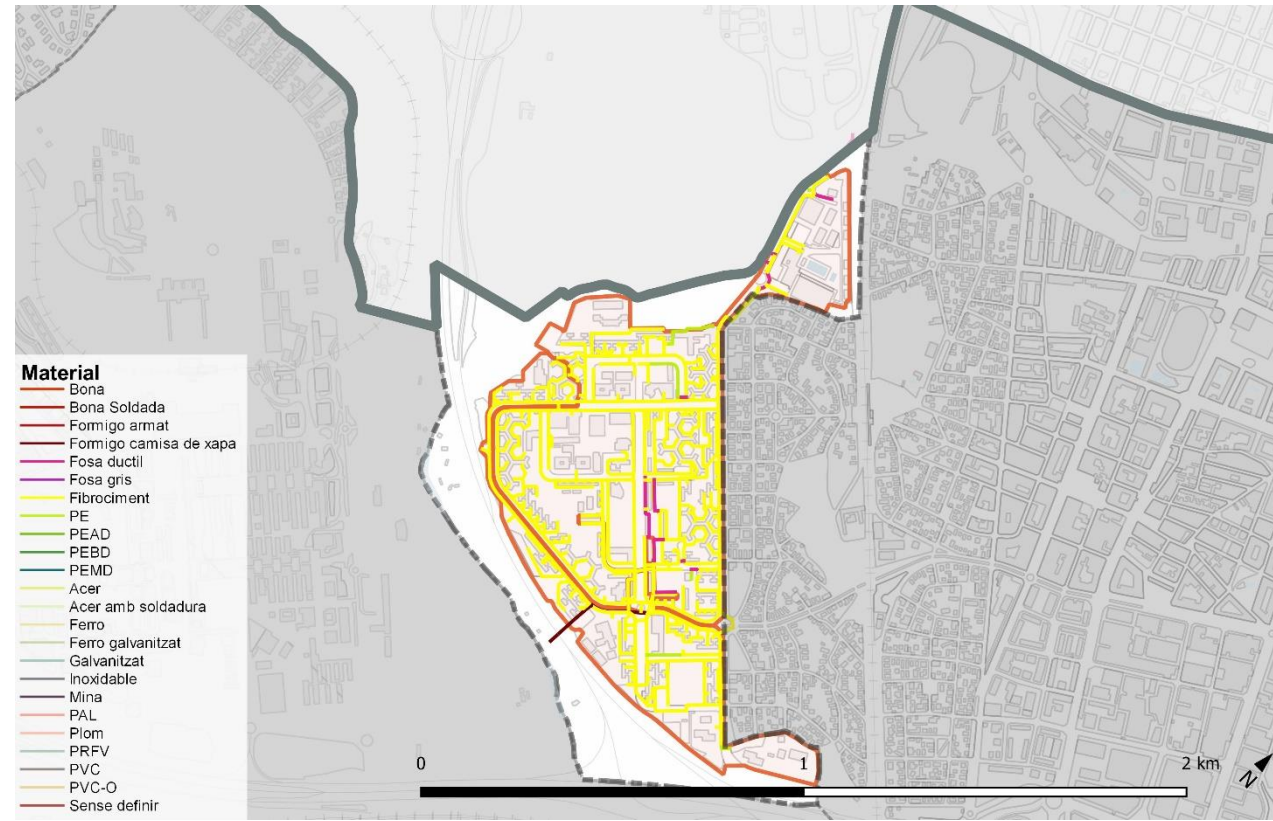 Material
Bona
Bona Soldada
Formigo armat
Formigo camisa de xapa
Fosa ductil
Fosa gris
Fibrociment
PE
PEAD
PEBD
PEMD
Acer
Acer amb soldadura
Ferro
Ferro galvanitzat
Galvanitzat
Inoxidable
Mina
PAL
Plom
PRFV
PVC
PVC-O
Sense definir
0 1 2 km
N